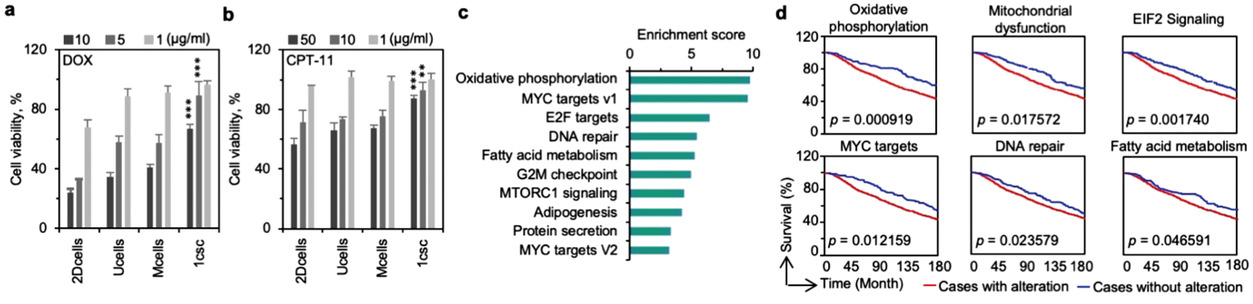 a
10 5 1 (μg/ml)
DOX
Cell viability, %
120
80
40
0
***
***
2Dcells
Ucells
Mcells
1csc
b
50 10 1 (μg/ml)
CPT-11
Cell viability, %
120
80
40
0
***
**
2Dcells
Ucells
Mcells
1csc
c
Enrichment score
0 5 10
Oxidative phosphorylation
MYC targets v1
E2F targets
DNA repair
Fatty acid metabolism
G2M checkpoint
MTORC1 signaling
Adipogenesis
Protein secretion
MYC targets V2
d
Oxidative
phosphorylation
Mitochondrial
dysfunction
EIF2 Signaling
120
80
40
0
p = 0.000919
p = 0.017572
p = 0.001740
MYC targets
DNA repair
Fatty acid metabolism
120
80
40
0
p = 0.012159
p = 0.023579
p = 0.046591
0 45 90 135 180
0 45 90 135 180
0 45 90 135 180
Survival (%)
Time (Month)
Cases with alteration
Cases without alteration